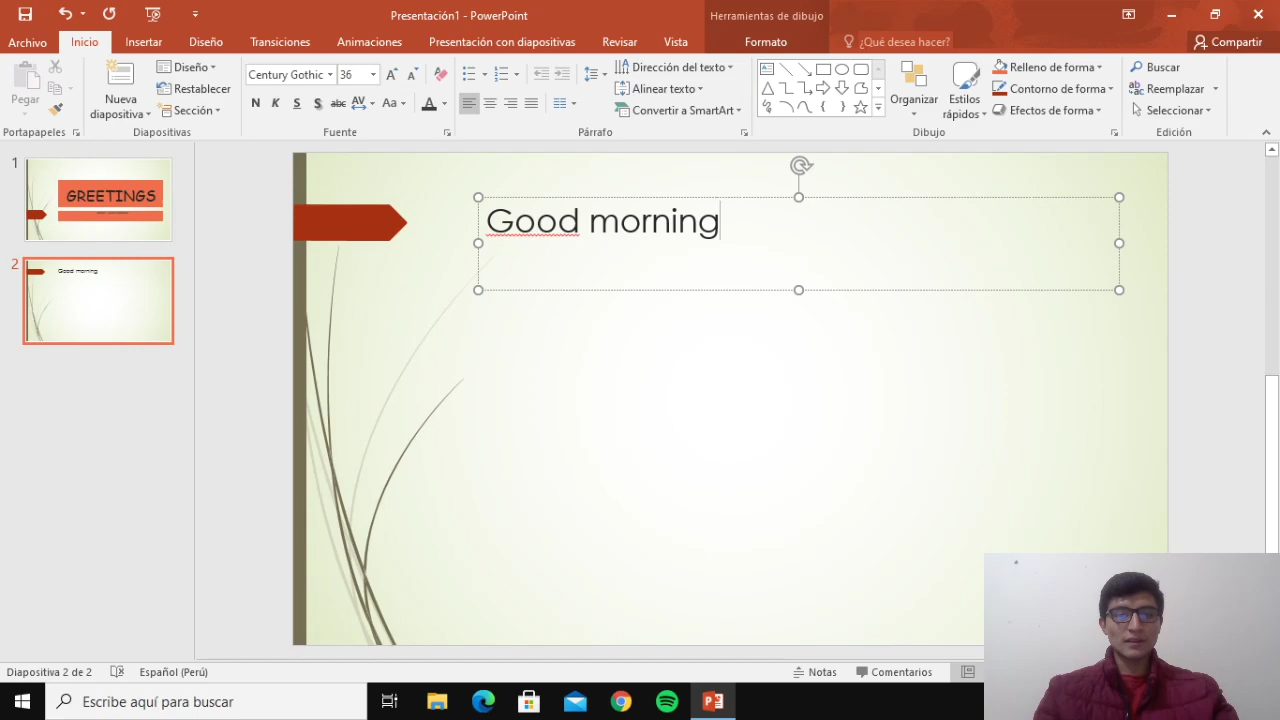 Presentación1 - PowerPoint
Herramientas de dibujo
Archivo
Inicio
Insertar
Diseño
Transiciones
Animaciones
Presentación con diapositivas
Revisar
Vista
Formato
¿Qué desea hacer?
Compartir
Pegar
Nueva diapositiva
Diseño
Restablecer
Sección
Century Gothic
36
N K S S abc AV Aa A
Dirección del texto
Alinear texto
Convertir a SmartArt
Organizar
Estilos rápidos
Relleno de forma
Contorno de forma
Efectos de forma
Buscar
Reemplazar
Seleccionar
Portapapeles
Diapositivas
Fuente
Párrafo
Dibujo
Edición
1
GREETINGS
2
Good morning
Good morning
Diapositiva 2 de 2
Español (Perú)
Notas
Comentarios
Escribe aquí para buscar